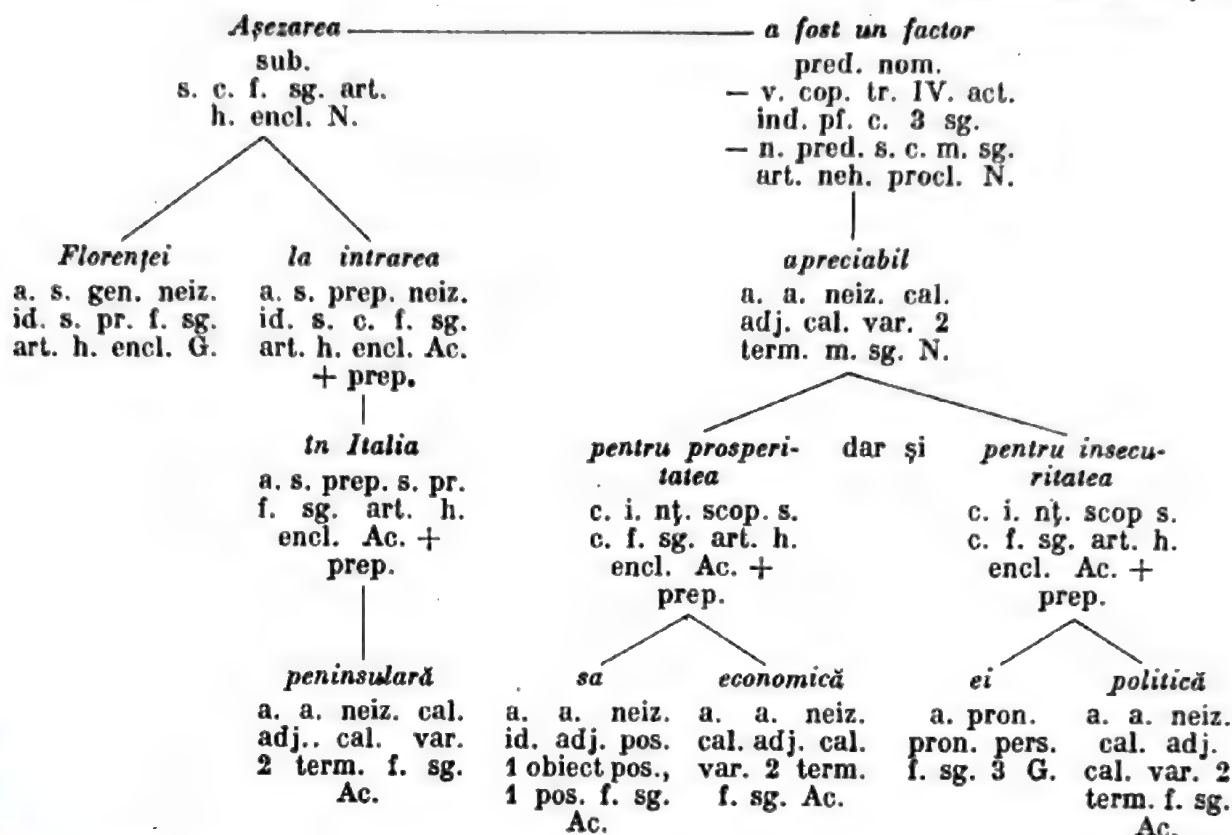 Așezarea a fost un factor
sub.
s. c. f. sg. art.
h. encl. N.
pred. nom.
— v. cop. tr. IV. act.
ind. pf. c. 3 sg.
— n. pred. s. c. m. sg.
art. neh. procl. N.
Florenței
a. s. gen. neiz.
id. s. pr. f. sg.
art. h. encl. G.
la intrarea
a. s. prep. neiz.
id. s. c. f. sg.
art. h. encl. Ac.
+ prep.
apreciabil
a. a. neiz. cal.
adj. cal. var. 2
term. m. sg. N.
în Italia
a. s. prep. s. pr.
f. sg. art. h.
encl. Ac. +
prep.
pentru prosperi-
tatea
c. i. nț. scop. s.
c. f. sg. art. h.
encl. Ac. +
prep.
dar și
pentru insecu-
ritatea
c. i. nț. scop s.
c. f. sg. art. h.
encl. Ac. +
prep.
peninsulară
a. a. neiz. cal.
adj.. cal. var.
2 term. f. sg.
Ac.
sa
a. a. neiz.
id. adj. pos.
1 obiect pos.,
1 pos. f. sg.
Ac.
economică
a. a. neiz.
cal. adj. cal.
var. 2 term.
f. sg. Ac.
ei
a. pron.
pron. pers.
f. sg. 3 G.
politică
a. a. neiz.
cal. adj.
cal. var. 2
term. f. sg.
Ac.